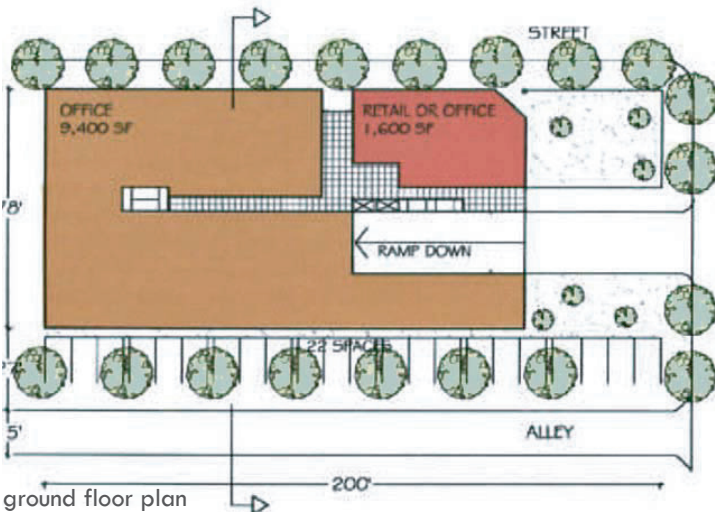 STREET
OFFICE
9,400 SF
RETAIL OR OFFICE
1,600 SF
78'
RAMP DOWN
22 SPACES
5'
ALLEY
200'
ground floor plan